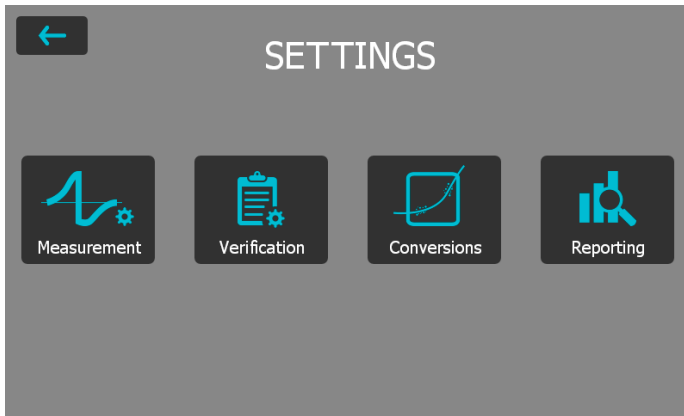 SETTINGS
Measurement
Verification
Conversions
Reporting